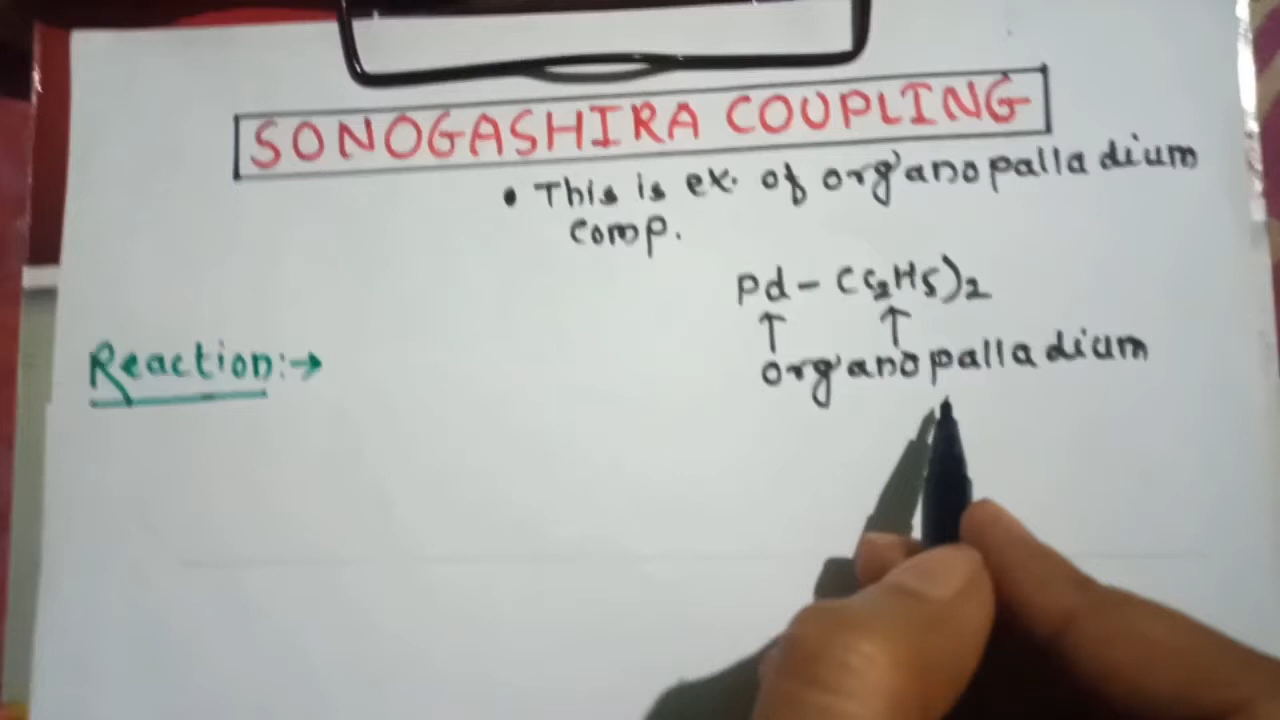 SONOGASHIRA COUPLING
• This is ex. of organopalladium
comp.
Pd - (C2H5)2
↑ ↑
Reaction:→
organopalladium